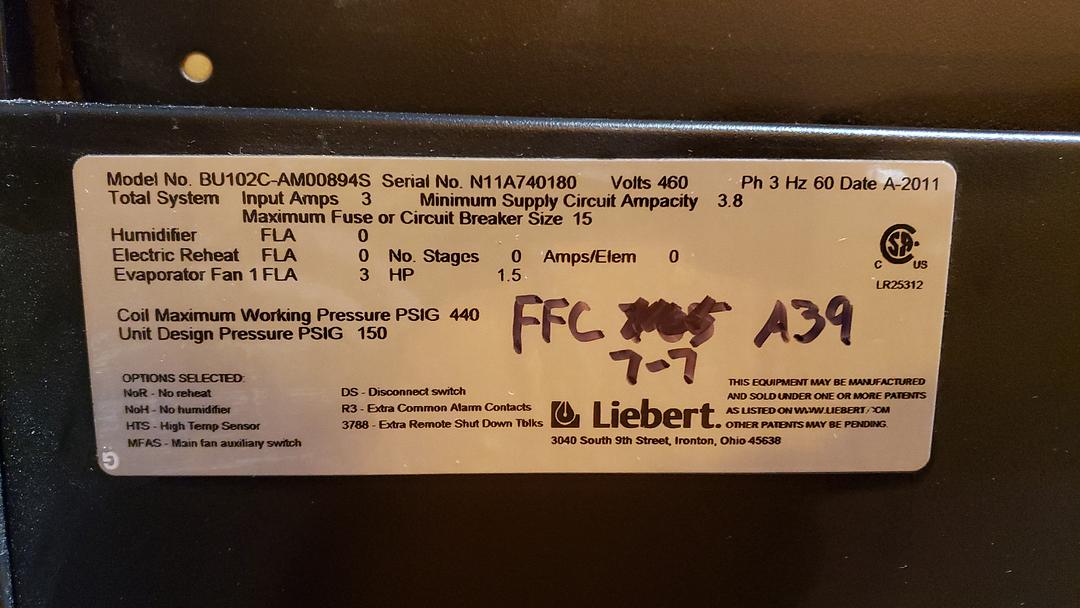 Model No. BU102C-AM00894S Serial No. N11A740180 Volts 460 Ph 3 Hz 60 Date A-2011
Total System Input Amps 3 Minimum Supply Circuit Ampacity 3.8
Maximum Fuse or Circuit Breaker Size 15
Humidifier FLA 0
Electric Reheat FLA 0 No. Stages 0 Amps/Elem 0
Evaporator Fan 1 FLA 3 HP 1.5
C US
LR25312
Coil Maximum Working Pressure PSIG 440
Unit Design Pressure PSIG 150
FFC A39
7-7
OPTIONS SELECTED:
NoR - No reheat
NoH - No humidifier
HTS - High Temp Sensor
MFAS - Main fan auxiliary switch
DS - Disconnect switch
R3 - Extra Common Alarm Contacts
3788 - Extra Remote Shut Down Tblks
Liebert.
3040 South 9th Street, Ironton, Ohio 45638
THIS EQUIPMENT MAY BE MANUFACTURED
AND SOLD UNDER ONE OR MORE PATENTS
AS LISTED ON
OTHER PATENTS MAY BE PENDING.